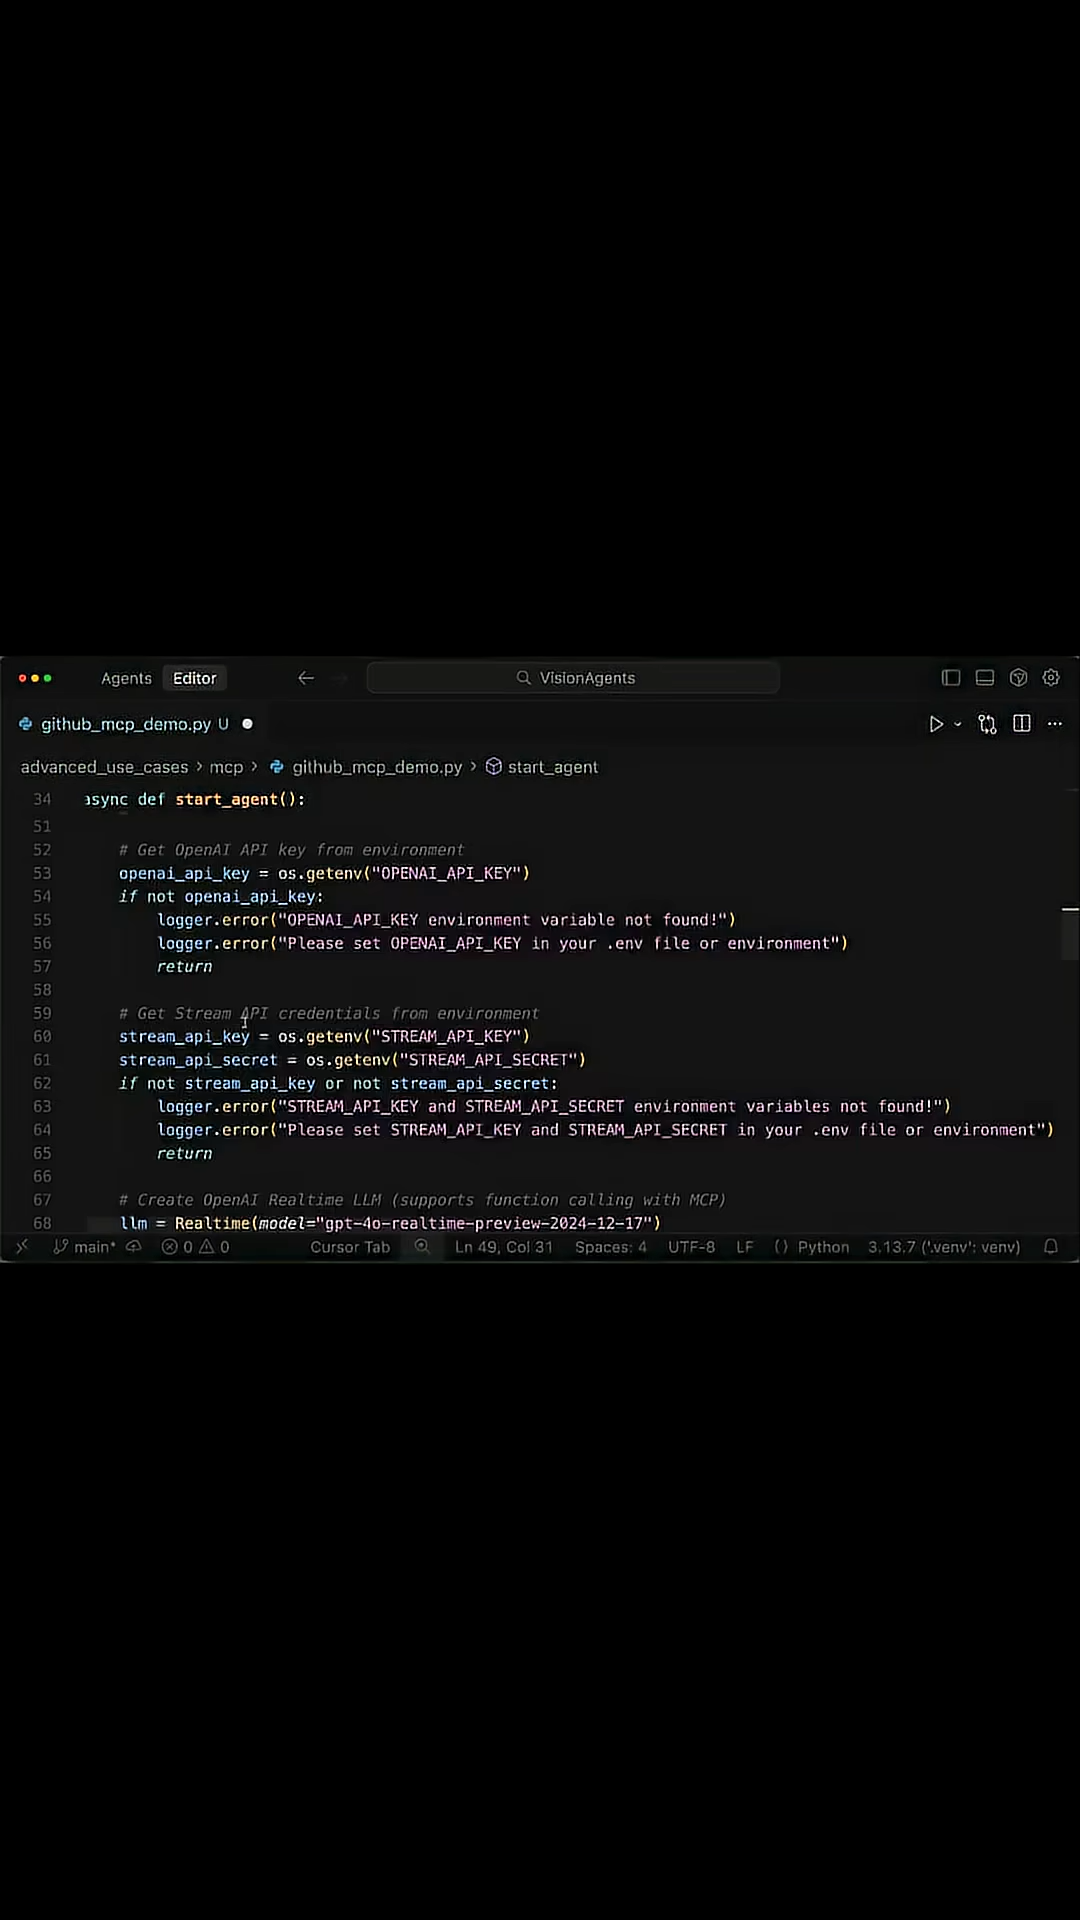 Agents Editor VisionAgents
github_mcp_demo.py U
advanced_use_cases > mcp > github_mcp_demo.py > start_agent
34 async def start_agent():
51
52 # Get OpenAI API key from environment
53 openai_api_key = os.getenv("OPENAI_API_KEY")
54 if not openai_api_key:
55 logger.error("OPENAI_API_KEY environment variable not found!")
56 logger.error("Please set OPENAI_API_KEY in your .env file or environment")
57 return
58
59 # Get Stream API credentials from environment
60 stream_api_key = os.getenv("STREAM_API_KEY")
61 stream_api_secret = os.getenv("STREAM_API_SECRET")
62 if not stream_api_key or not stream_api_secret:
63 logger.error("STREAM_API_KEY and STREAM_API_SECRET environment variables not found!")
64 logger.error("Please set STREAM_API_KEY and STREAM_API_SECRET in your .env file or environment")
65 return
66
67 # Create OpenAI Realtime LLM (supports function calling with MCP)
68 llm = Realtime(model="gpt-4o-realtime-preview-2024-12-17")
main* 0 0 Cursor Tab Ln 49, Col 31 Spaces: 4 UTF-8 LF () Python 3.13.7 ('.venv': venv)